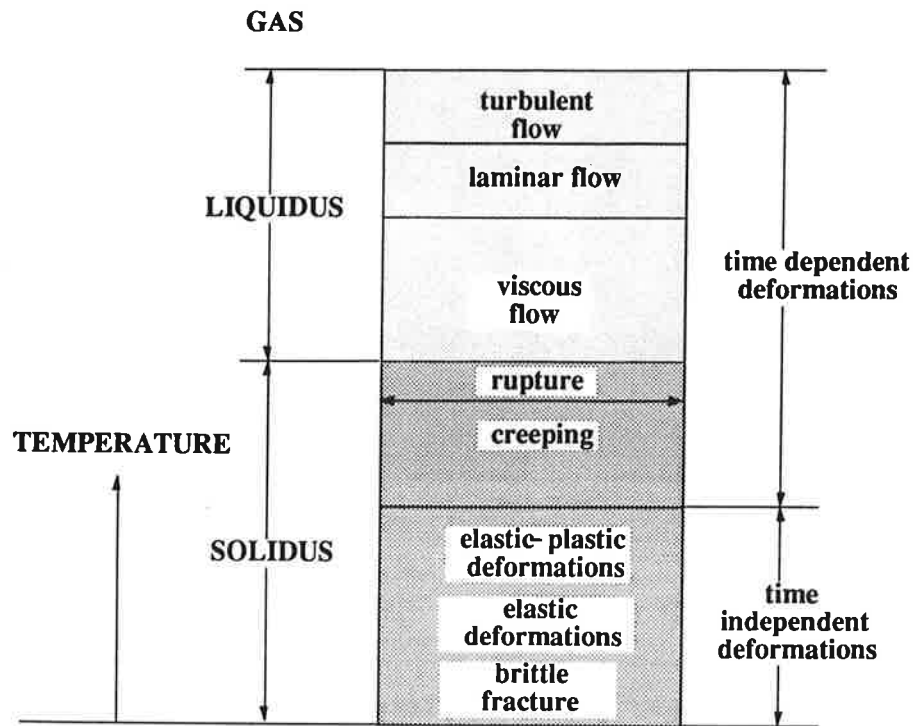 GAS
turbulent
flow
laminar flow
LIQUIDUS
viscous
flow
time dependent
deformations
rupture
creeping
TEMPERATURE
SOLIDUS
elastic-plastic
deformations
elastic
deformations
brittle
fracture
time
independent
deformations